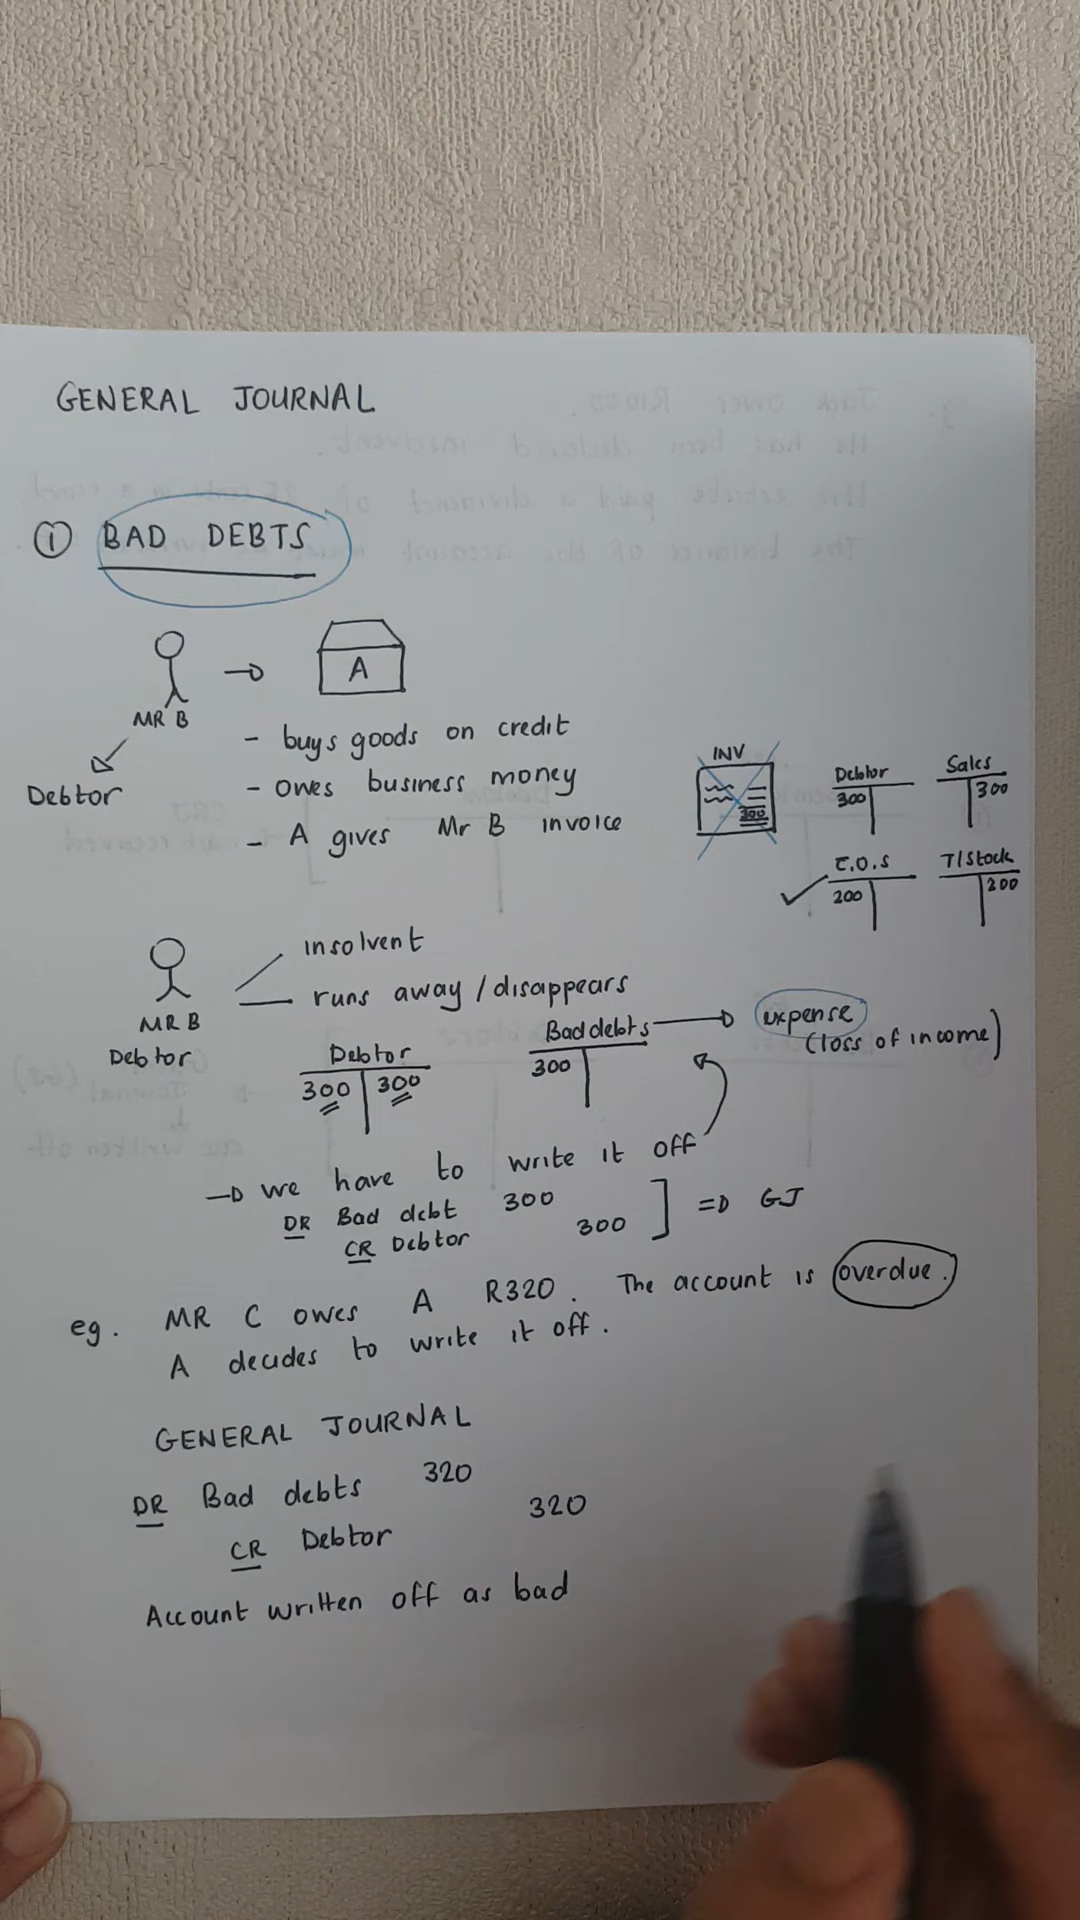 GENERAL JOURNAL
① BAD DEBTS
A
MR B
Debtor
- buys goods on credit
- owes business money
- A gives Mr B invoice
INV
300
Debtor
300
Sales
300
C.O.S
200
T/Stock
200
MR B
Debtor
insolvent
runs away / disappears
Debtor
300 300
Bad debts
300
expense
(loss of income)
we have to write it off
DR Bad debt 300
CR Debtor 300
GJ
eg. MR C owes A R320. The account is overdue.
A decides to write it off.
GENERAL JOURNAL
DR Bad debts 320
CR Debtor 320
Account written off as bad